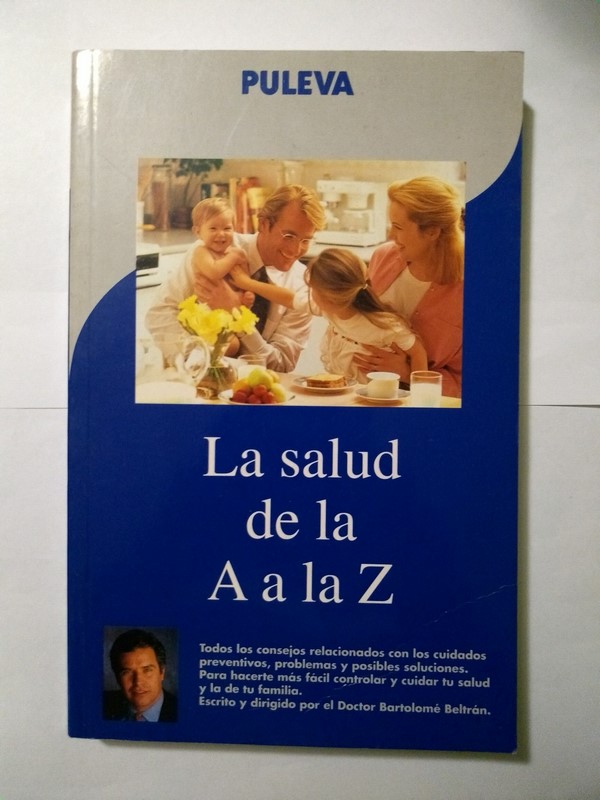 PULEVA
La salud
de la
A a la Z
Todos los consejos relacionados con los cuidados
preventivos, problemas y posibles soluciones.
Para hacerte más fácil controlar y cuidar tu salud
y la de tu familia.
Escrito y dirigido por el Doctor Bartolomé Beltrán.